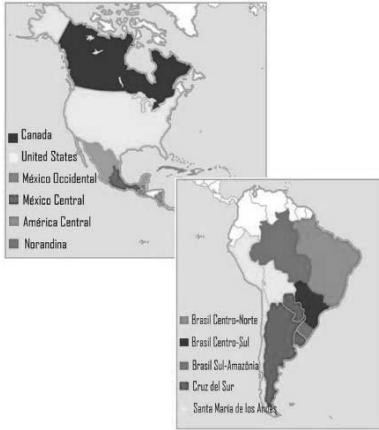 Canada
United States
México Occidental
México Central
América Central
Norandina
Brasil Centro-Norte
Brasil Centro-Sul
Brasil Sul-Amazônia
Cruz del Sur
Santa María de los Andes